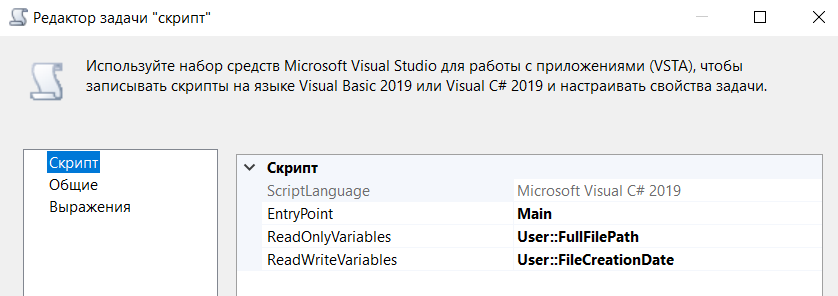 Редактор задачи "скрипт"
Используйте набор средств Microsoft Visual Studio для работы с приложениями (VSTA), чтобы
записывать скрипты на языке Visual Basic 2019 или Visual C# 2019 и настраивать свойства задачи.
Скрипт
Общие
Выражения
Скрипт
ScriptLanguage Microsoft Visual C# 2019
EntryPoint Main
ReadOnlyVariables User::FullFilePath
ReadWriteVariables User::FileCreationDate